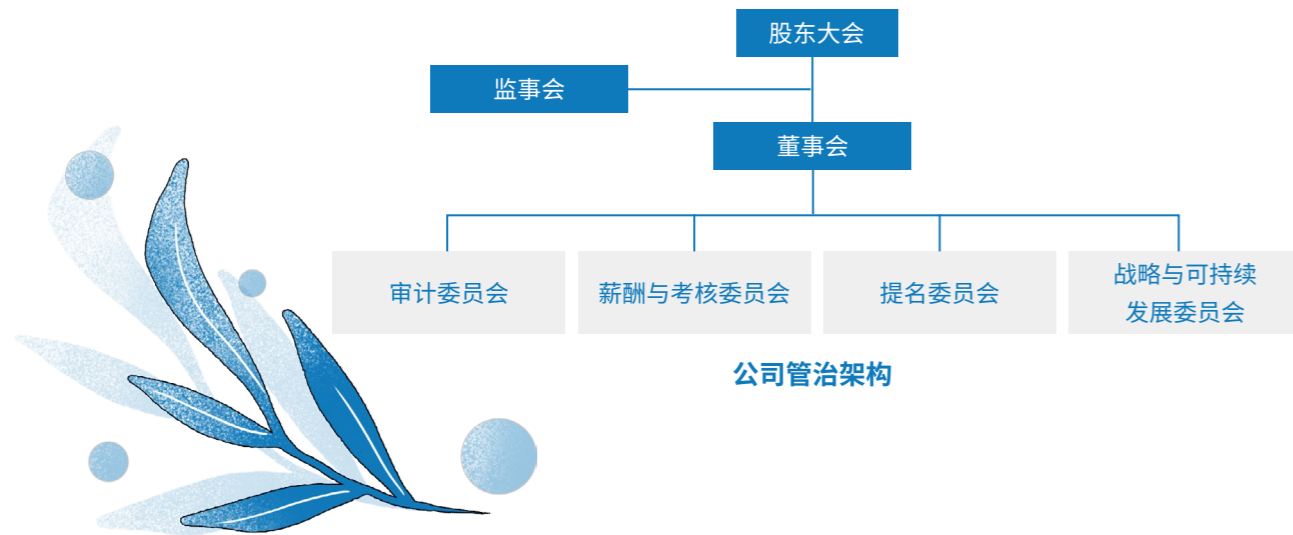 股东大会
监事会
董事会
审计委员会
薪酬与考核委员会
提名委员会
战略与可持续
发展委员会
公司管治架构